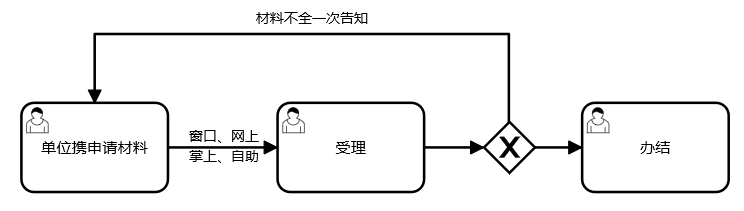 材料不全一次告知
单位携申请材料
窗口、网上
掌上、自助
受理
X
办结